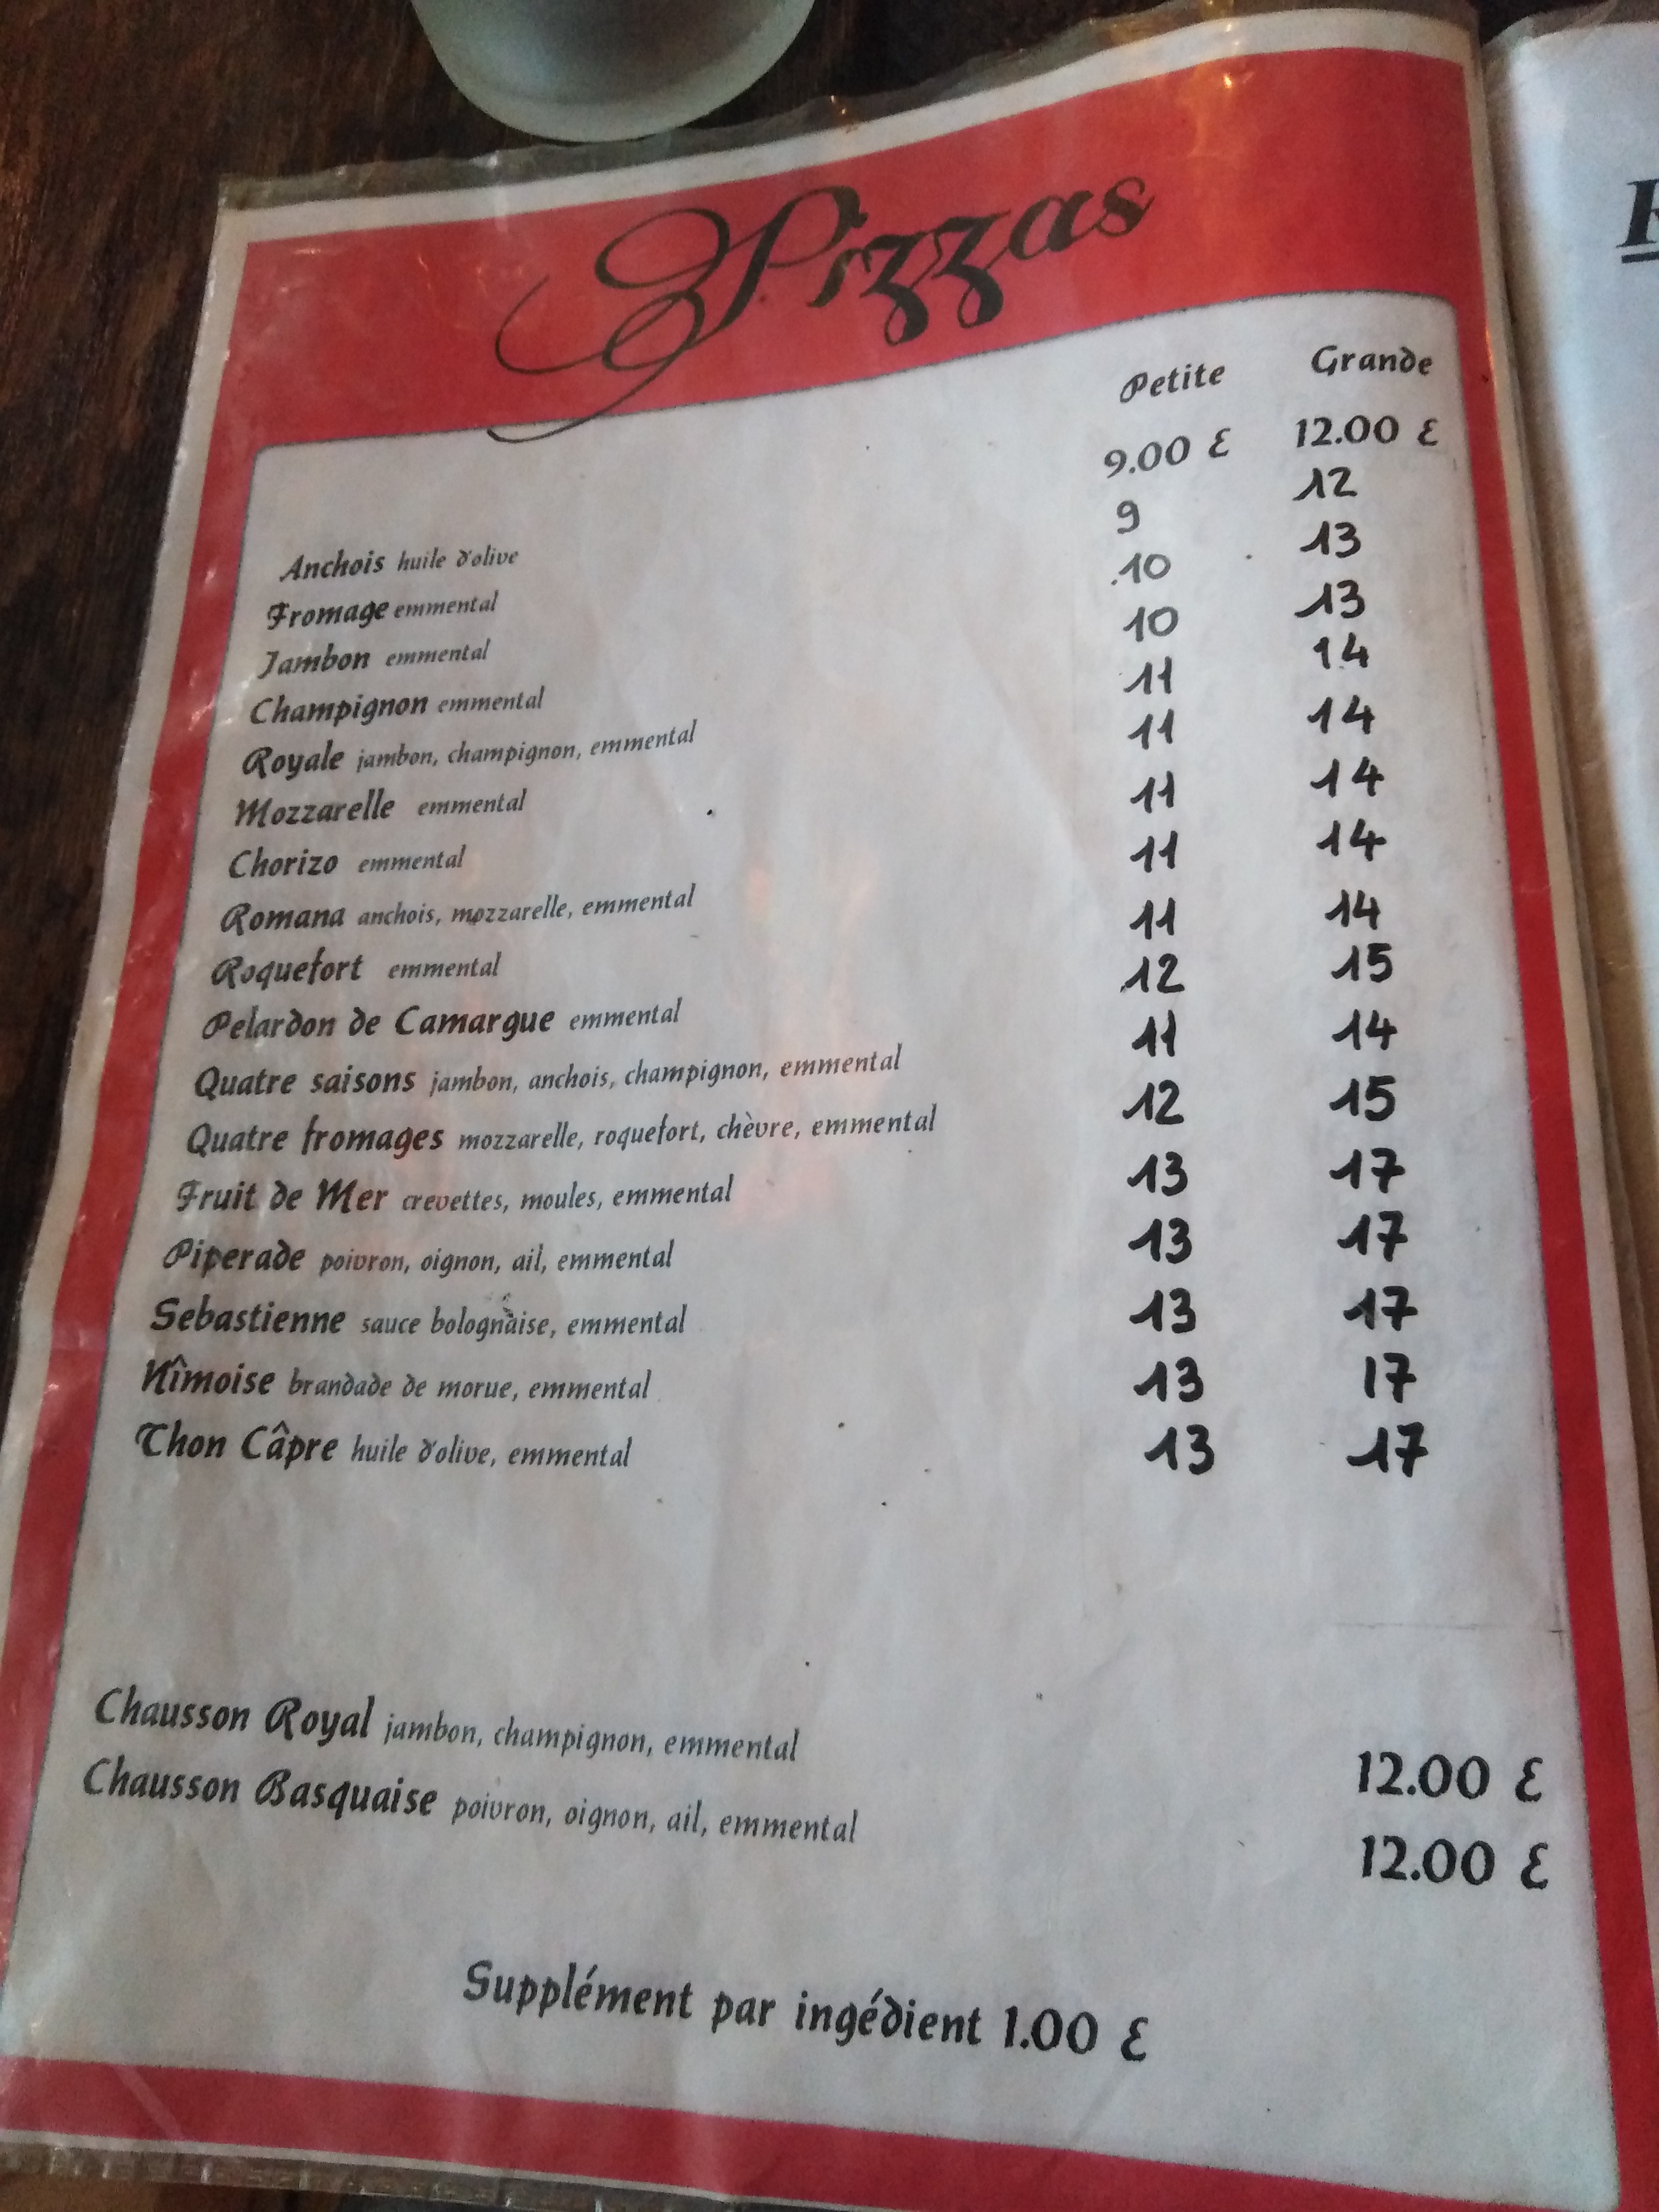 Pizzas
Petite Grande
Anchois huile d'olive 9.00 € 12.00 €
Fromage emmental 9 12
Jambon emmental 10 13
Champignon emmental 10 13
Royale jambon, champignon, emmental 11 14
Mozzarelle emmental 11 14
Chorizo emmental 11 14
Romana anchois, mozzarelle, emmental 11 14
Roquefort emmental 11 14
Pelardon de Camargue emmental 12 15
Quatre saisons jambon, anchois, champignon, emmental 11 14
Quatre fromages mozzarelle, roquefort, chèvre, emmental 12 15
Fruit de Mer crevettes, moules, emmental 13 17
Piperade poivron, oignon, ail, emmental 13 17
Sebastienne sauce bolognaise, emmental 13 17
Nîmoise brandade de morue, emmental 13 17
Thon Câpre huile d'olive, emmental 13 17
Chausson Royal jambon, champignon, emmental 12.00 €
Chausson Basquaise poivron, oignon, ail, emmental 12.00 €
Supplément par ingédient 1.00 €